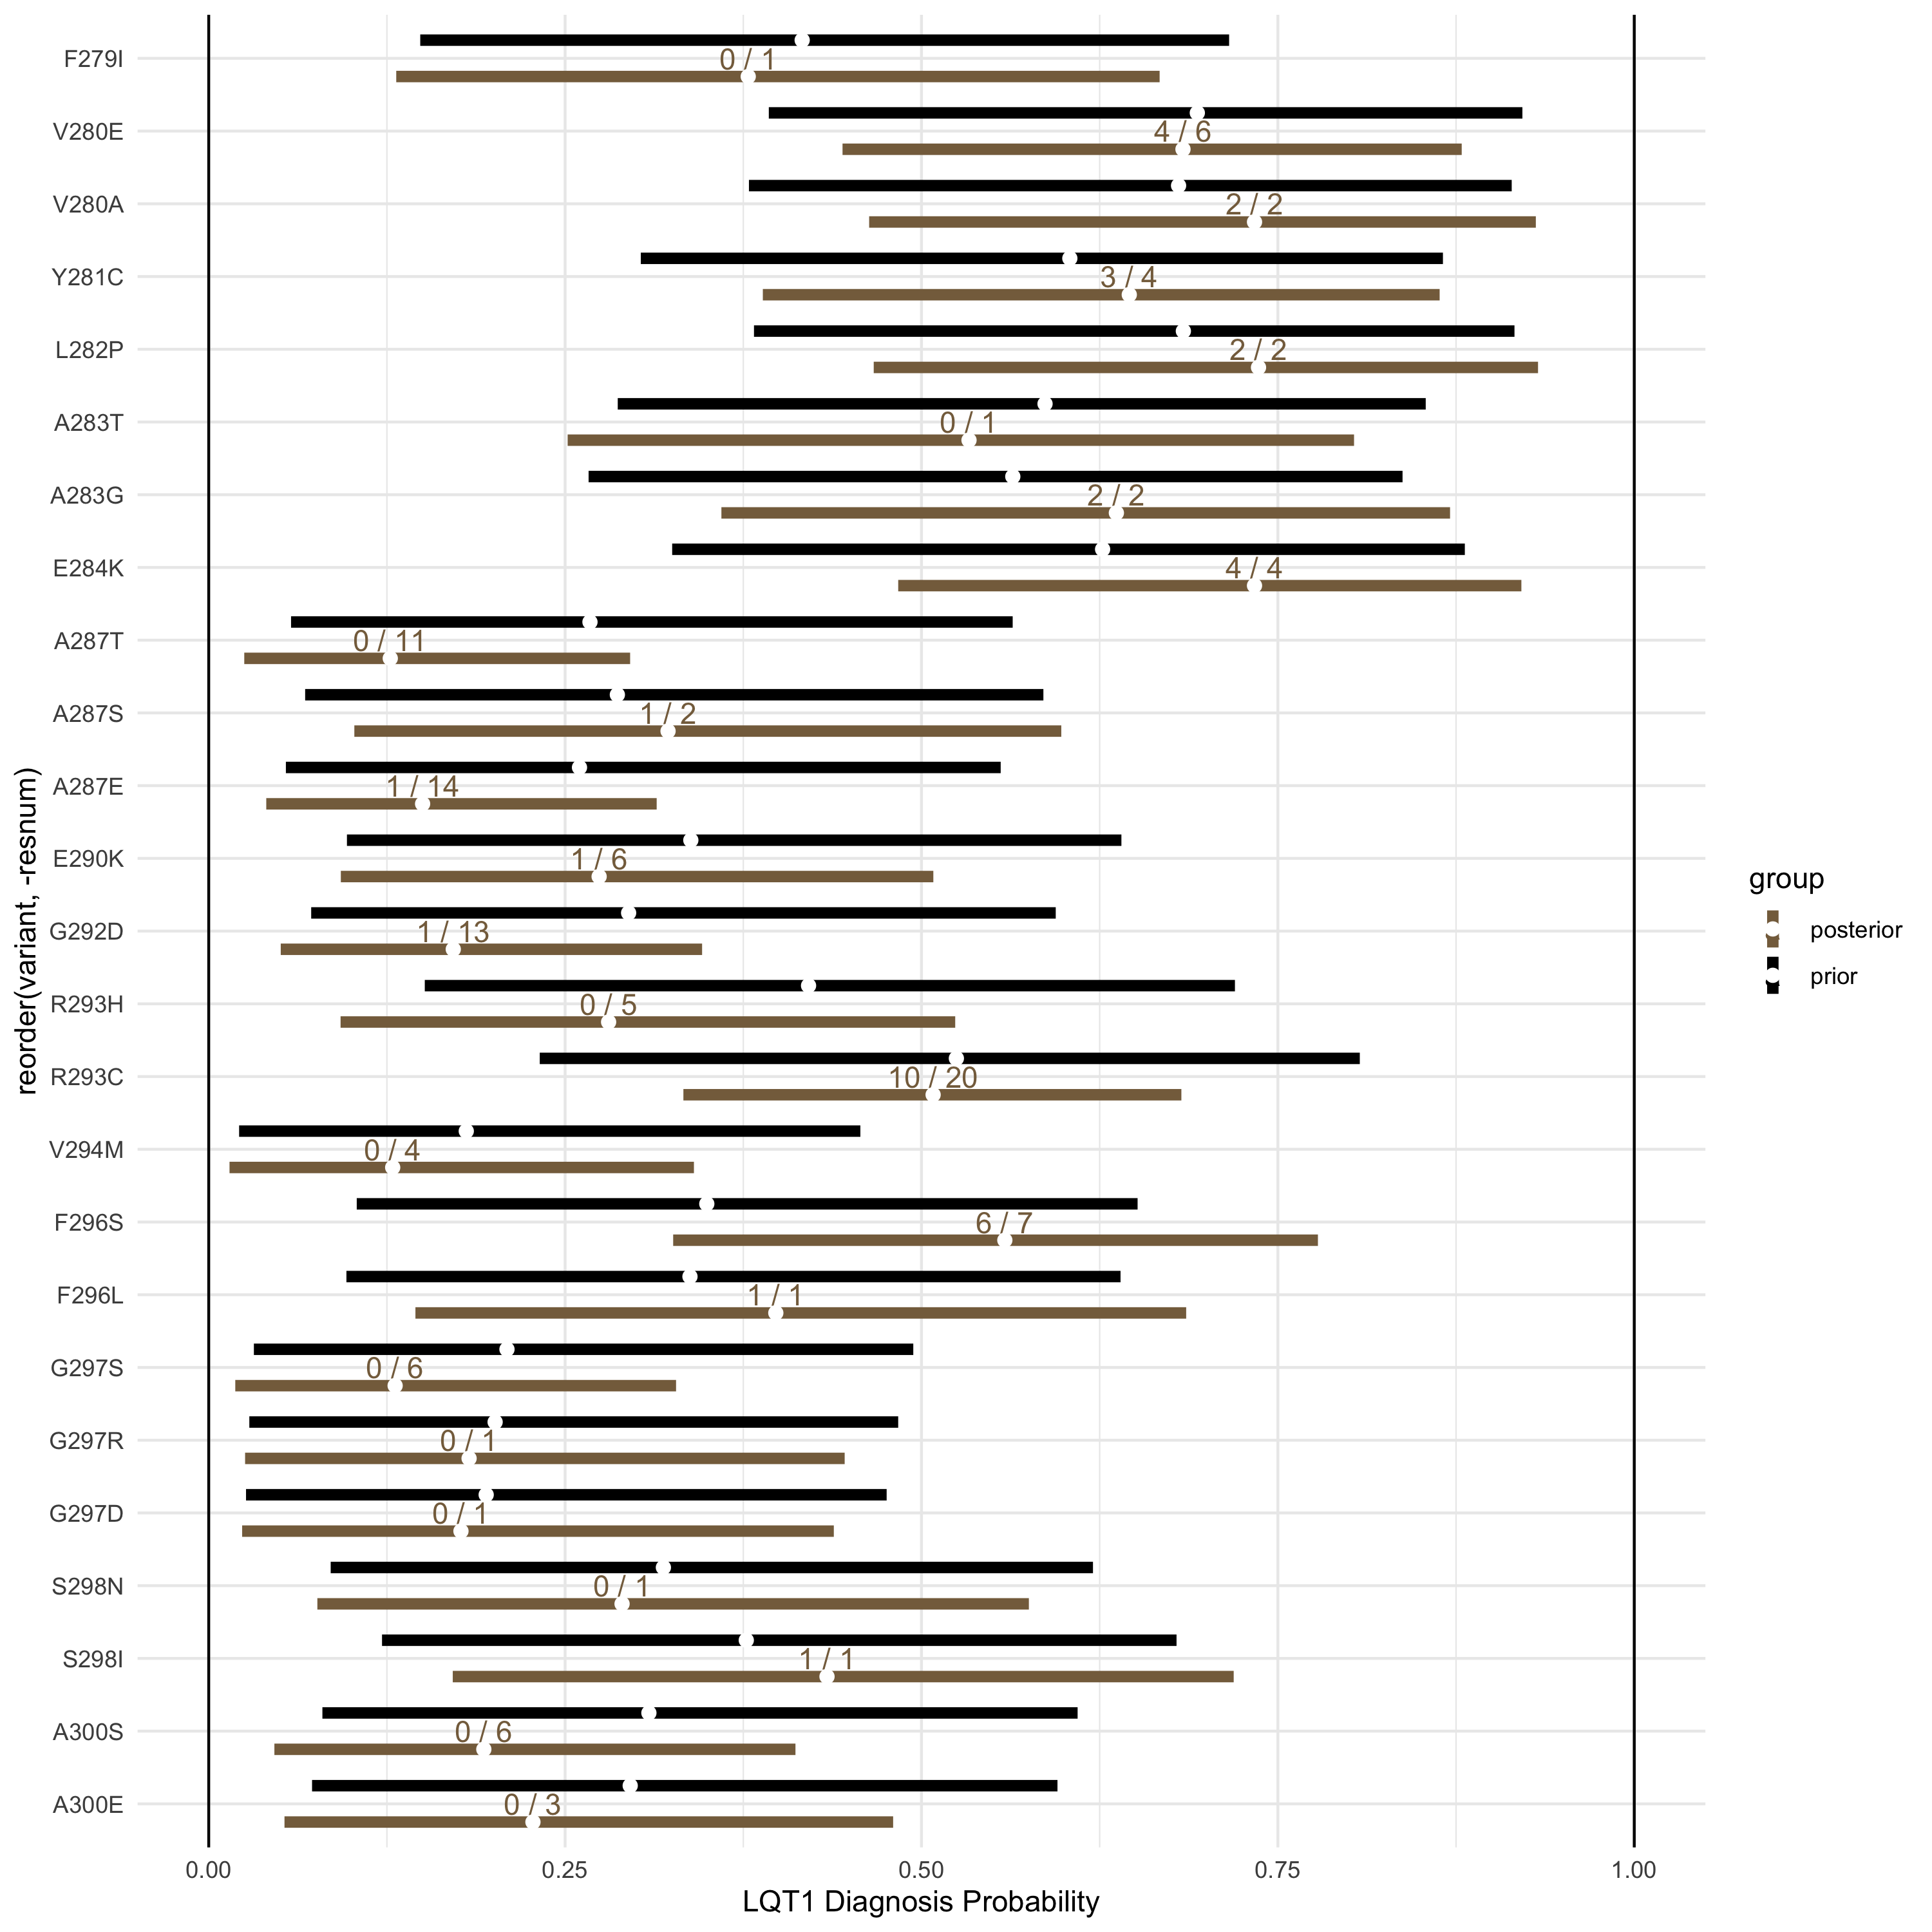 F279I
0 / 1
V280E
4 / 6
V280A
2 / 2
Y281C
3 / 4
L282P
2 / 2
A283T
0 / 1
A283G
2 / 2
E284K
4 / 4
A287T
0 / 11
A287S
1 / 2
A287E
1 / 14
E290K
1 / 6
G292D
1 / 13
R293H
0 / 5
R293C
10 / 20
V294M
0 / 4
F296S
6 / 7
F296L
1 / 1
G297S
0 / 6
G297R
0 / 1
G297D
0 / 1
S298N
0 / 1
S298I
1 / 1
A300S
0 / 6
A300E
0 / 3
reorder(variant, -resnum)
0.00
0.25
0.50
0.75
1.00
LQT1 Diagnosis Probability
group
posterior
prior